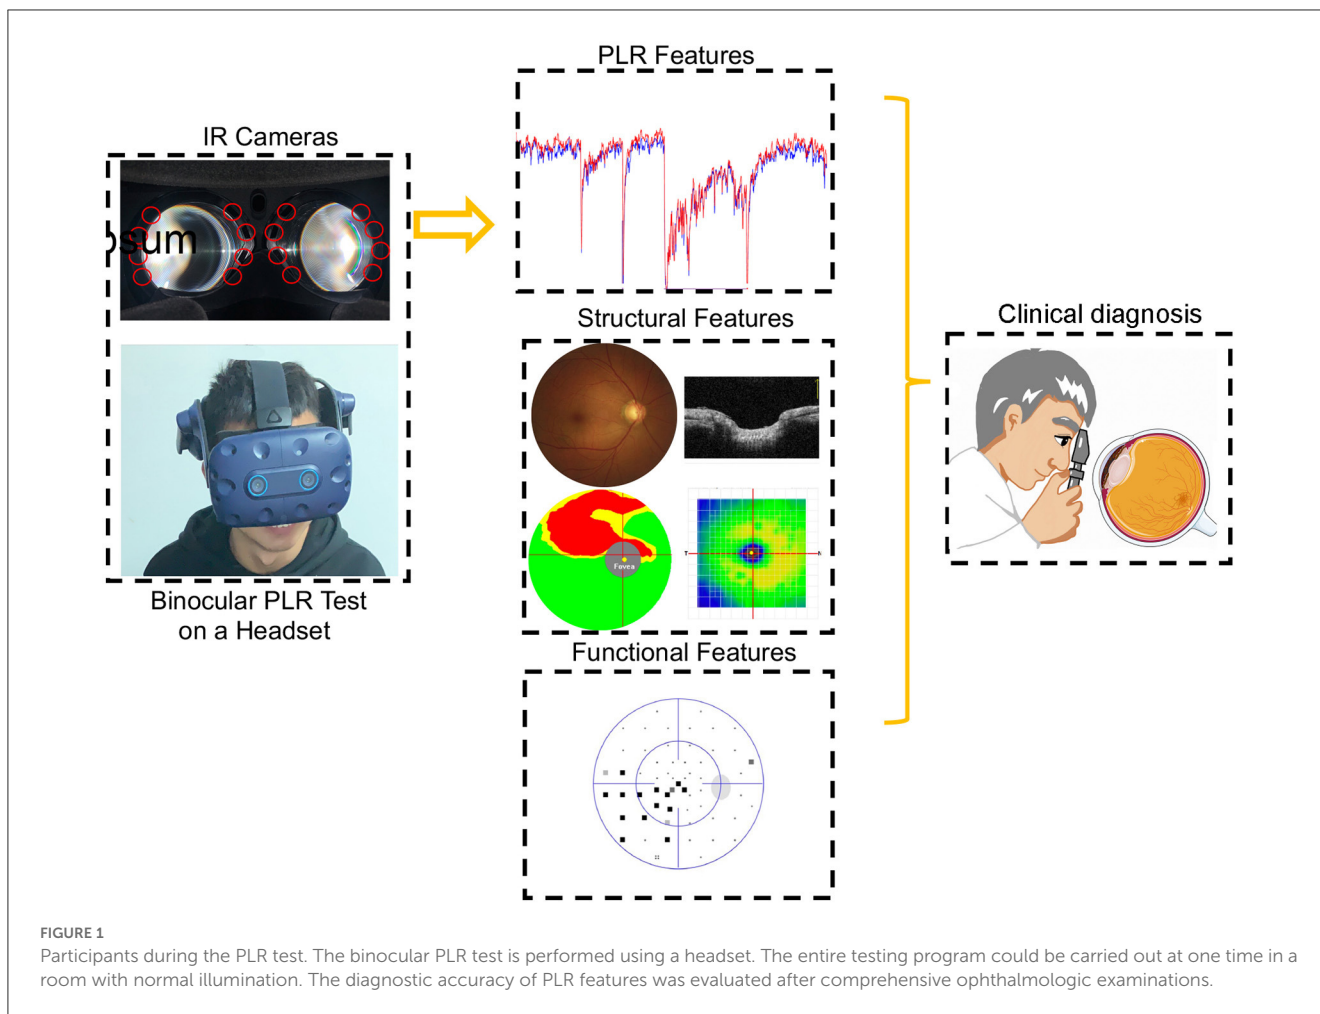 PLR Features
IR Cameras
osum
Binocular PLR Test
on a Headset
Structural Features
Fovea
T
N
Functional Features
Clinical diagnosis
FIGURE 1
Participants during the PLR test. The binocular PLR test is performed using a headset. The entire testing program could be carried out at one time in a
room with normal illumination. The diagnostic accuracy of PLR features was evaluated after comprehensive ophthalmologic examinations.